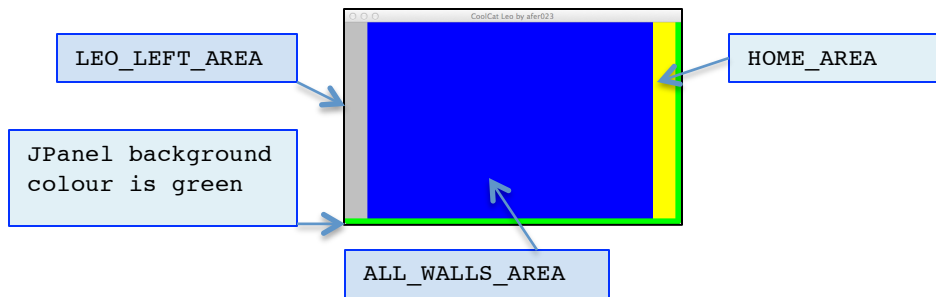 CoolCat Leo by afer023
LEO_LEFT_AREA
HOME_AREA
JPanel background
colour is green
ALL_WALLS_AREA